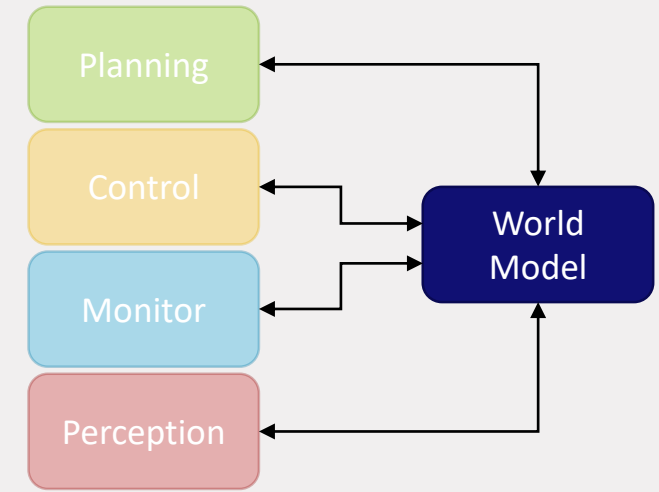 Planning
Control
Monitor
Perception
World
Model